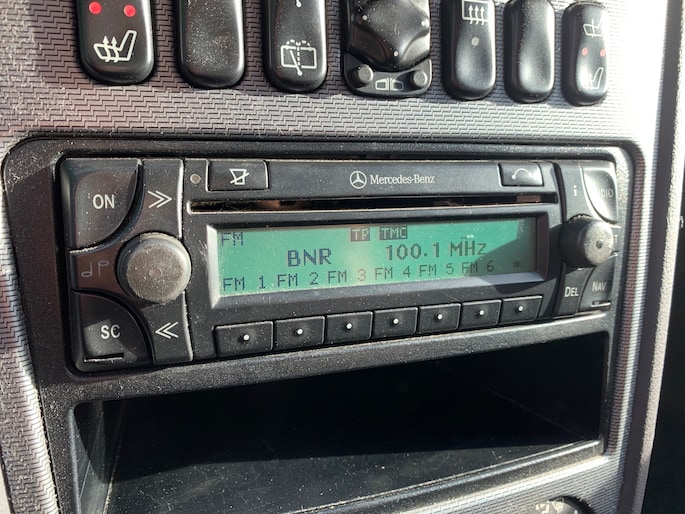 Mercedes-Benz
ON
i
FM
TP TMC
BNR 100.1 MHz
FM 1 FM 2 FM 3 FM 4 FM 5 FM 6 *
SC
DEL
NAV